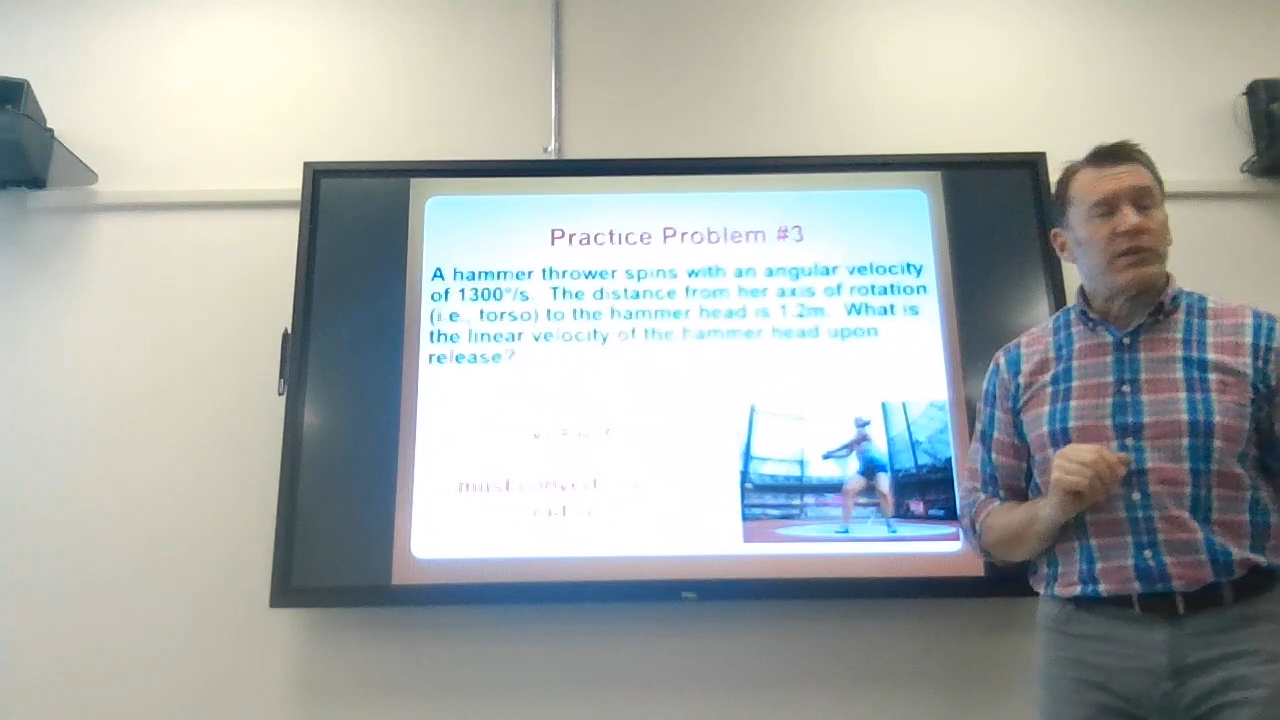 Practice Problem #3
A hammer thrower spins with an angular velocity
of 1300°/s. The distance from her axis of rotation
(i.e., torso) to the hammer head is 1.2m. What is
the linear velocity of the hammer head upon
release?
must convert